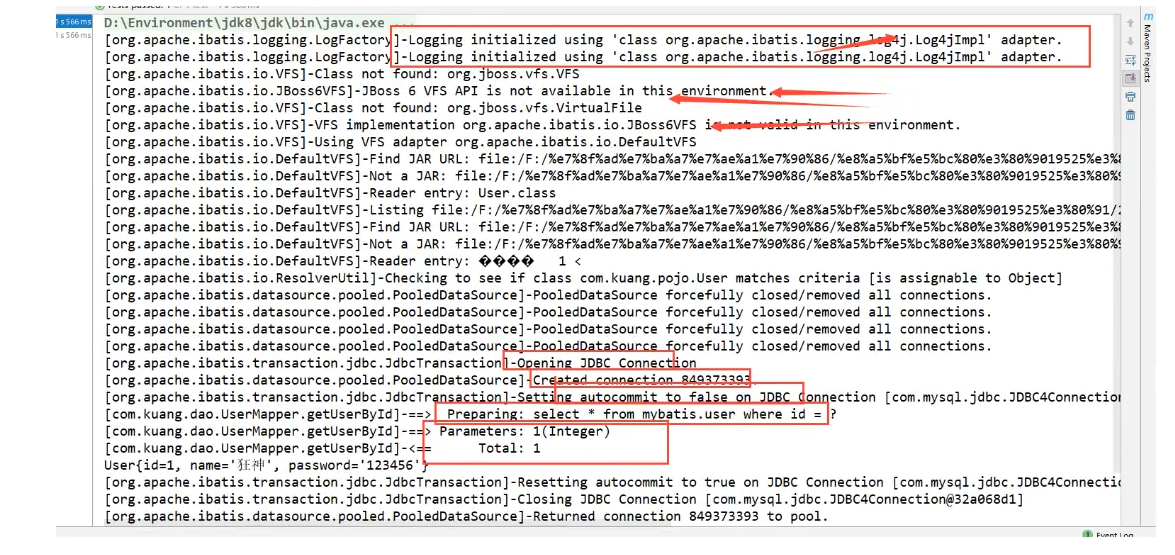 1 s 566 ms
1 s 566 ms
D:\Environment\jdk8\jdk\bin\java.exe ...
[org.apache.ibatis.logging.LogFactory]-Logging initialized using 'class org.apache.ibatis.logging.log4j.Log4jImpl' adapter.
[org.apache.ibatis.logging.LogFactory]-Logging initialized using 'class org.apache.ibatis.logging.log4j.Log4jImpl' adapter.
[org.apache.ibatis.io.VFS]-Class not found: org.jboss.vfs.VFS
[org.apache.ibatis.io.JBoss6VFS]-JBoss 6 VFS API is not available in this environment.
[org.apache.ibatis.io.VFS]-Class not found: org.jboss.vfs.VirtualFile
[org.apache.ibatis.io.VFS]-VFS implementation org.apache.ibatis.io.JBoss6VFS is not valid in this environment.
[org.apache.ibatis.io.VFS]-Using VFS adapter org.apache.ibatis.io.DefaultVFS
[org.apache.ibatis.io.DefaultVFS]-Find JAR URL: file:/F:/%e7%8f%ad%e7%ba%a7%e7%ae%a1%e7%90%86/%e8%a5%bf%e5%bc%80%e3%80%9019525%e3%8
[org.apache.ibatis.io.DefaultVFS]-Not a JAR: file:/F:/%e7%8f%ad%e7%ba%a7%e7%ae%a1%e7%90%86/%e8%a5%bf%e5%bc%80%e3%80%9019525%e3%80%9
[org.apache.ibatis.io.DefaultVFS]-Reader entry: User.class
[org.apache.ibatis.io.DefaultVFS]-Listing file:/F:/%e7%8f%ad%e7%ba%a7%e7%ae%a1%e7%90%86/%e8%a5%bf%e5%bc%80%e3%80%9019525%e3%80%91/2
[org.apache.ibatis.io.DefaultVFS]-Find JAR URL: file:/F:/%e7%8f%ad%e7%ba%a7%e7%ae%a1%e7%90%86/%e8%a5%bf%e5%bc%80%e3%80%9019525%e3%8
[org.apache.ibatis.io.DefaultVFS]-Not a JAR: file:/F:/%e7%8f%ad%e7%ba%a7%e7%ae%a1%e7%90%86/%e8%a5%bf%e5%bc%80%e3%80%9019525%e3%80%9
[org.apache.ibatis.io.DefaultVFS]-Reader entry: ���� 1 <
[org.apache.ibatis.io.ResolverUtil]-Checking to see if class com.kuang.pojo.User matches criteria [is assignable to Object]
[org.apache.ibatis.datasource.pooled.PooledDataSource]-PooledDataSource forcefully closed/removed all connections.
[org.apache.ibatis.datasource.pooled.PooledDataSource]-PooledDataSource forcefully closed/removed all connections.
[org.apache.ibatis.datasource.pooled.PooledDataSource]-PooledDataSource forcefully closed/removed all connections.
[org.apache.ibatis.datasource.pooled.PooledDataSource]-PooledDataSource forcefully closed/removed all connections.
[org.apache.ibatis.transaction.jdbc.JdbcTransaction]-Opening JDBC Connection
[org.apache.ibatis.datasource.pooled.PooledDataSource]-Created connection 849373393.
[org.apache.ibatis.transaction.jdbc.JdbcTransaction]-Setting autocommit to false on JDBC Connection [com.mysql.jdbc.JDBC4Connection
[com.kuang.dao.UserMapper.getUserById]-==> Preparing: select * from mybatis.user where id = ?
[com.kuang.dao.UserMapper.getUserById]-==> Parameters: 1(Integer)
[com.kuang.dao.UserMapper.getUserById]-<== Total: 1
User{id=1, name='狂神', password='123456'}
[org.apache.ibatis.transaction.jdbc.JdbcTransaction]-Resetting autocommit to true on JDBC Connection [com.mysql.jdbc.JDBC4Connectio
[org.apache.ibatis.transaction.jdbc.JdbcTransaction]-Closing JDBC Connection [com.mysql.jdbc.JDBC4Connection@32a068d1]
[org.apache.ibatis.datasource.pooled.PooledDataSource]-Returned connection 849373393 to pool.
Maven Projects
1 Event Log